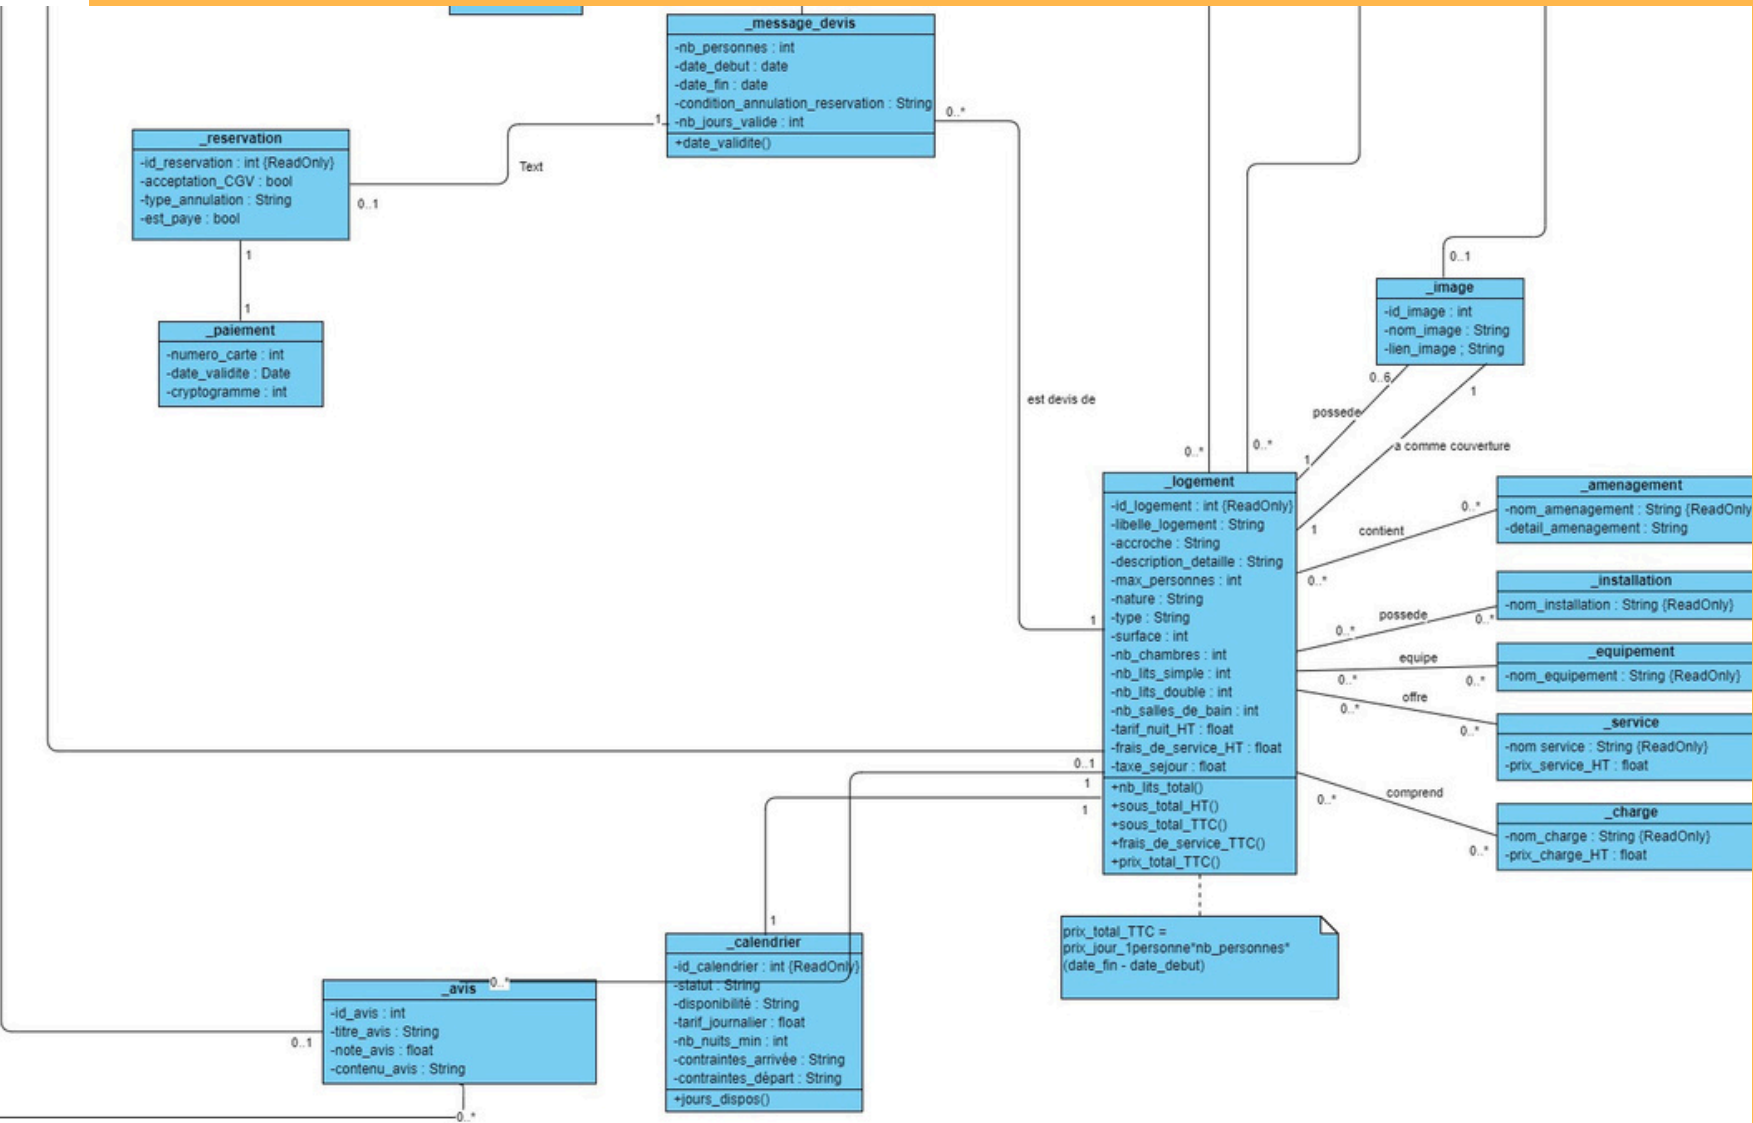 _message_devis
-nb_personnes : int
-date_debut : date
-date_fin : date
-condition_annulation_reservation : String
-nb_jours_valide : int
+date_validite()
1
0..*
_reservation
-id_reservation : int {ReadOnly}
-acceptation_CGV : bool
-type_annulation : String
-est_paye : bool
Text
0..1
1
1
_paiement
-numero_carte : int
-date_validite : Date
-cryptogramme : int
0..1
_image
-id_image : int
-nom_image : String
-lien_image ; String
0..6
1
possede
est devis de
a comme couverture
0..*
0..*
1
1
1
_logement
-id_logement : int {ReadOnly}
-libelle_logement : String
-accroche : String
-description_detaille : String
-max_personnes : int
-nature : String
-type : String
-surface : int
-nb_chambres : int
-nb_lits_simple : int
-nb_lits_double : int
-nb_salles_de_bain : int
-tarif_nuit_HT : float
-frais_de_service_HT : float
-taxe_sejour : float
+nb_lits_total()
+sous_total_HT()
+sous_total_TTC()
+frais_de_service_TTC()
+prix_total_TTC()
contient
0..*
0..*
_amenagement
-nom_amenagement : String {ReadOnly
-detail_amenagement : String
possede
0..*
0..*
_installation
-nom_installation : String {ReadOnly}
equipe
0..*
0..*
_equipement
-nom_equipement : String {ReadOnly}
offre
0..*
0..*
_service
-nom service : String {ReadOnly}
-prix_service_HT : float
comprend
0..*
0..*
_charge
-nom_charge : String {ReadOnly}
-prix_charge_HT : float
0..1
1
1
1
prix_total_TTC =
prix_jour_1personne*nb_personnes*
(date_fin - date_debut)
_calendrier
-id_calendrier : int {ReadOnly}
-statut : String
-disponibilité : String
-tarif_journalier : float
-nb_nuits_min : int
-contraintes_arrivée : String
-contraintes_départ : String
+jours_dispos()
0..*
_avis
-id_avis : int
-titre_avis : String
-note_avis : float
-contenu_avis : String
0..1
0..*